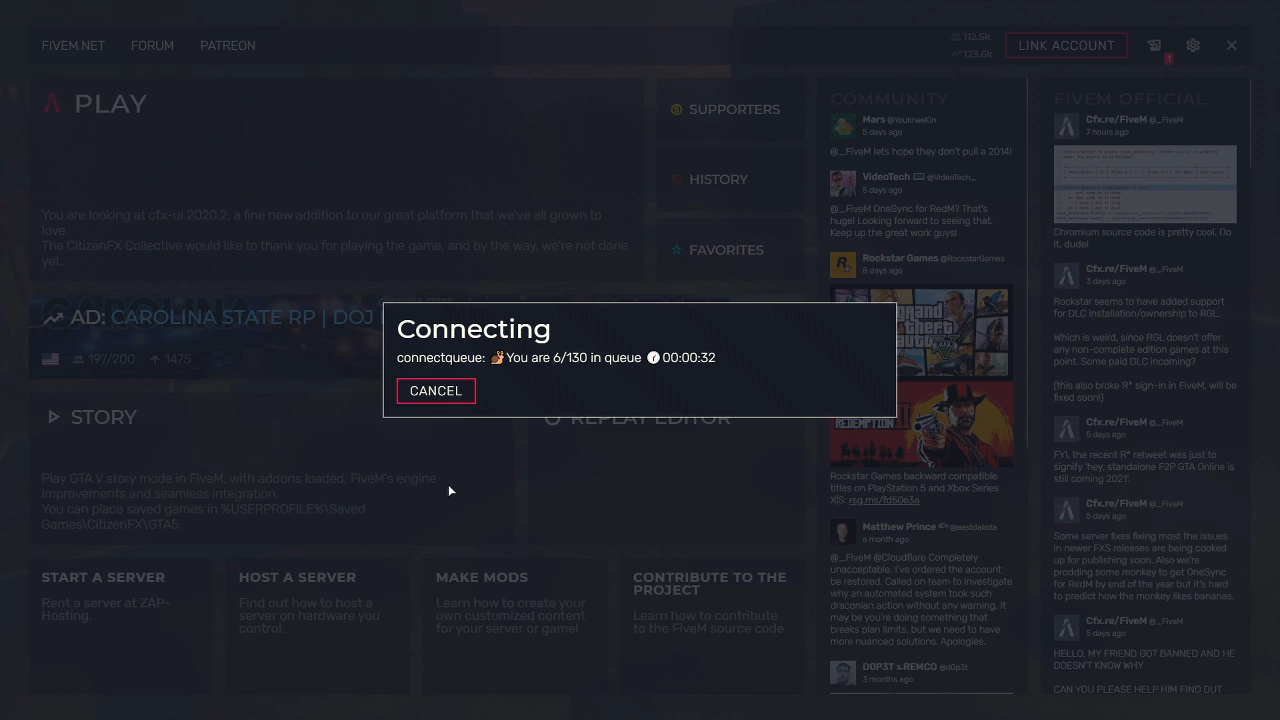 FIVEM.NET
FORUM
PATREON
112.5k
123.6k
LINK ACCOUNT
1
PLAY
You are looking at cfx-ui 2020.2, a fine new addition to our great platform that we've all grown to
love.
The CitizenFX Collective would like to thank you for playing the game, and by the way, we're not done
yet.
SUPPORTERS
HISTORY
FAVORITES
AD: CAROLINA STATE RP | DOJ
197/200
1475
Connecting
connectqueue: 🐌You are 6/130 in queue 🕐00:00:32
CANCEL
STORY
Play GTA V story mode in FiveM, with addons loaded, FiveM's engine
improvements and seamless integration.
You can place saved games in %USERPROFILE%\Saved
Games\CitizenFX\GTA5.
REPLAY EDITOR
START A SERVER
Rent a server at ZAP-
Hosting.
HOST A SERVER
Find out how to host a
server on hardware you
control.
MAKE MODS
Learn how to create your
own customized content
for your server or game!
CONTRIBUTE TO THE
PROJECT
Learn how to contribute
to the FiveM source code.
COMMUNITY
Mars @YbukneeKin
5 days ago
@_FiveM lets hope they don't pull a 2014!
VideoTech @VideoTech_
5 days ago
@_FiveM OneSync for RedM? That's
huge! Looking forward to seeing that.
Keep up the great work guys!
Rockstar Games @RockstarGames
8 days ago
grand
theft
auto
V
REDEMPTION II
Rockstar Games backward compatible
titles on PlayStation 5 and Xbox Series
X|S: rsg.ms/fd50e3a
Matthew Prince @eastdakota
a month ago
@_FiveM @Cloudflare Completely
unacceptable. I've ordered the account
be restored. Called on team to investigate
why an automated system took such
draconian action without any warning. It
may you're doing something that
breaks plan limits, but we need to have
more nuanced solutions. Apologies.
D0P3T x REMCO @d0p3t
3 months ago
FIVEM OFFICIAL
Cfx.re/FiveM @_FiveM
7 hours ago
Chromium source code is pretty cool. Do
it, dude!
Cfx.re/FiveM @_FiveM
3 days ago
Rockstar seems to have added support
for DLC installation/ownership to RGL.
Which is weird, since RGL doesn't offer
any non-complete edition games at this
point. Some paid DLC incoming?
(this also broke R* sign-in in FiveM, will be
fixed soon!)
Cfx.re/FiveM @_FiveM
5 days ago
FYI, the recent R* retweet was just to
signify 'hey, standalone F2P GTA Online is
still coming 2021'.
Cfx.re/FiveM @_FiveM
5 days ago
Some server fixes fixing most the issues
in newer FXS releases are being cooked
up for publishing soon. Also we're
prodding some monkey to get OneSync
for RedM by end of the year but it's hard
to predict how the monkey likes bananas.
Cfx.re/FiveM @_FiveM
5 days ago
HELLO, MY FRIEND GOT BANNED AND HE
DOESN'T KNOW WHY
CAN YOU PLEASE HELP HIM FIND OUT